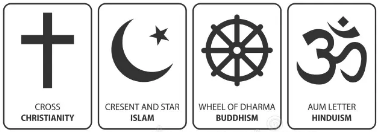 CROSS
CHRISTIANITY
CRESENT AND STAR
ISLAM
WHEEL OF DHARMA
BUDDHISM
ॐ
AUM LETTER
HINDUISM